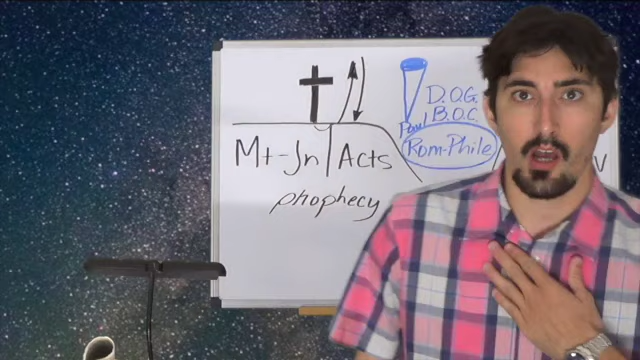 D.O.G.
B.O.C.
Paul
Mt-Jn Acts Rom-Phile
prophecy